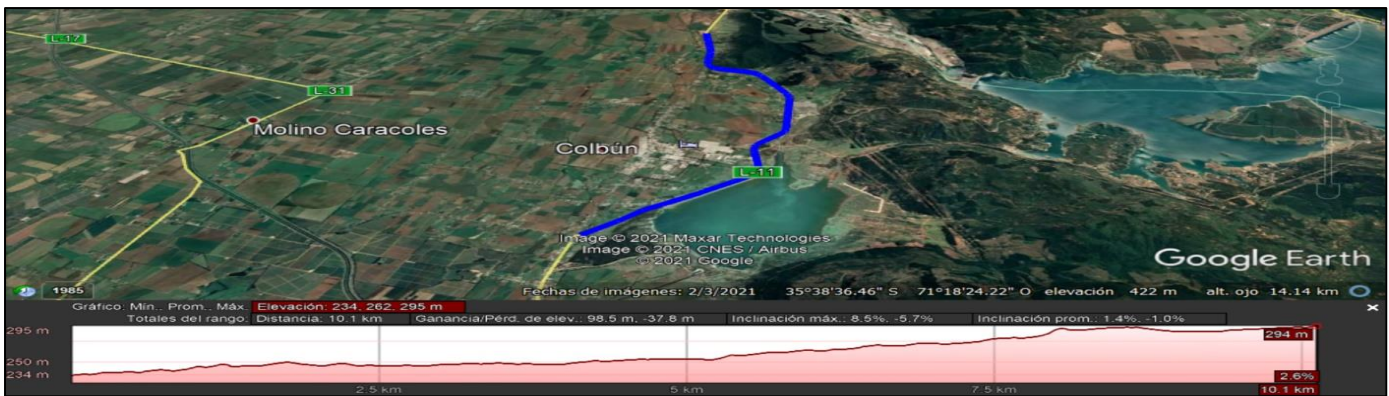 L-17
L-31
Molino Caracoles
Colbún
L-11
Image © 2021 Maxar Technologies
Image © 2021 CNES / Airbus
© 2021 Google
Google Earth
1985
Fechas de imágenes: 2/3/2021 35°38'36.46" S 71°18'24.22" O elevación 422 m alt. ojo 14.14 km
Gráfico: Mín., Prom., Máx. Elevación: 234, 262, 295 m
Totales del rango: Distancia: 10.1 km Ganancia/Pérd. de elev.: 98.5 m, -37.8 m Inclinación máx.: 8.5%, -5.7% Inclinación prom.: 1.4%, -1.0%
295 m
294 m
250 m
234 m
2.6%
2.5 km 5 km 7.5 km 10.1 km